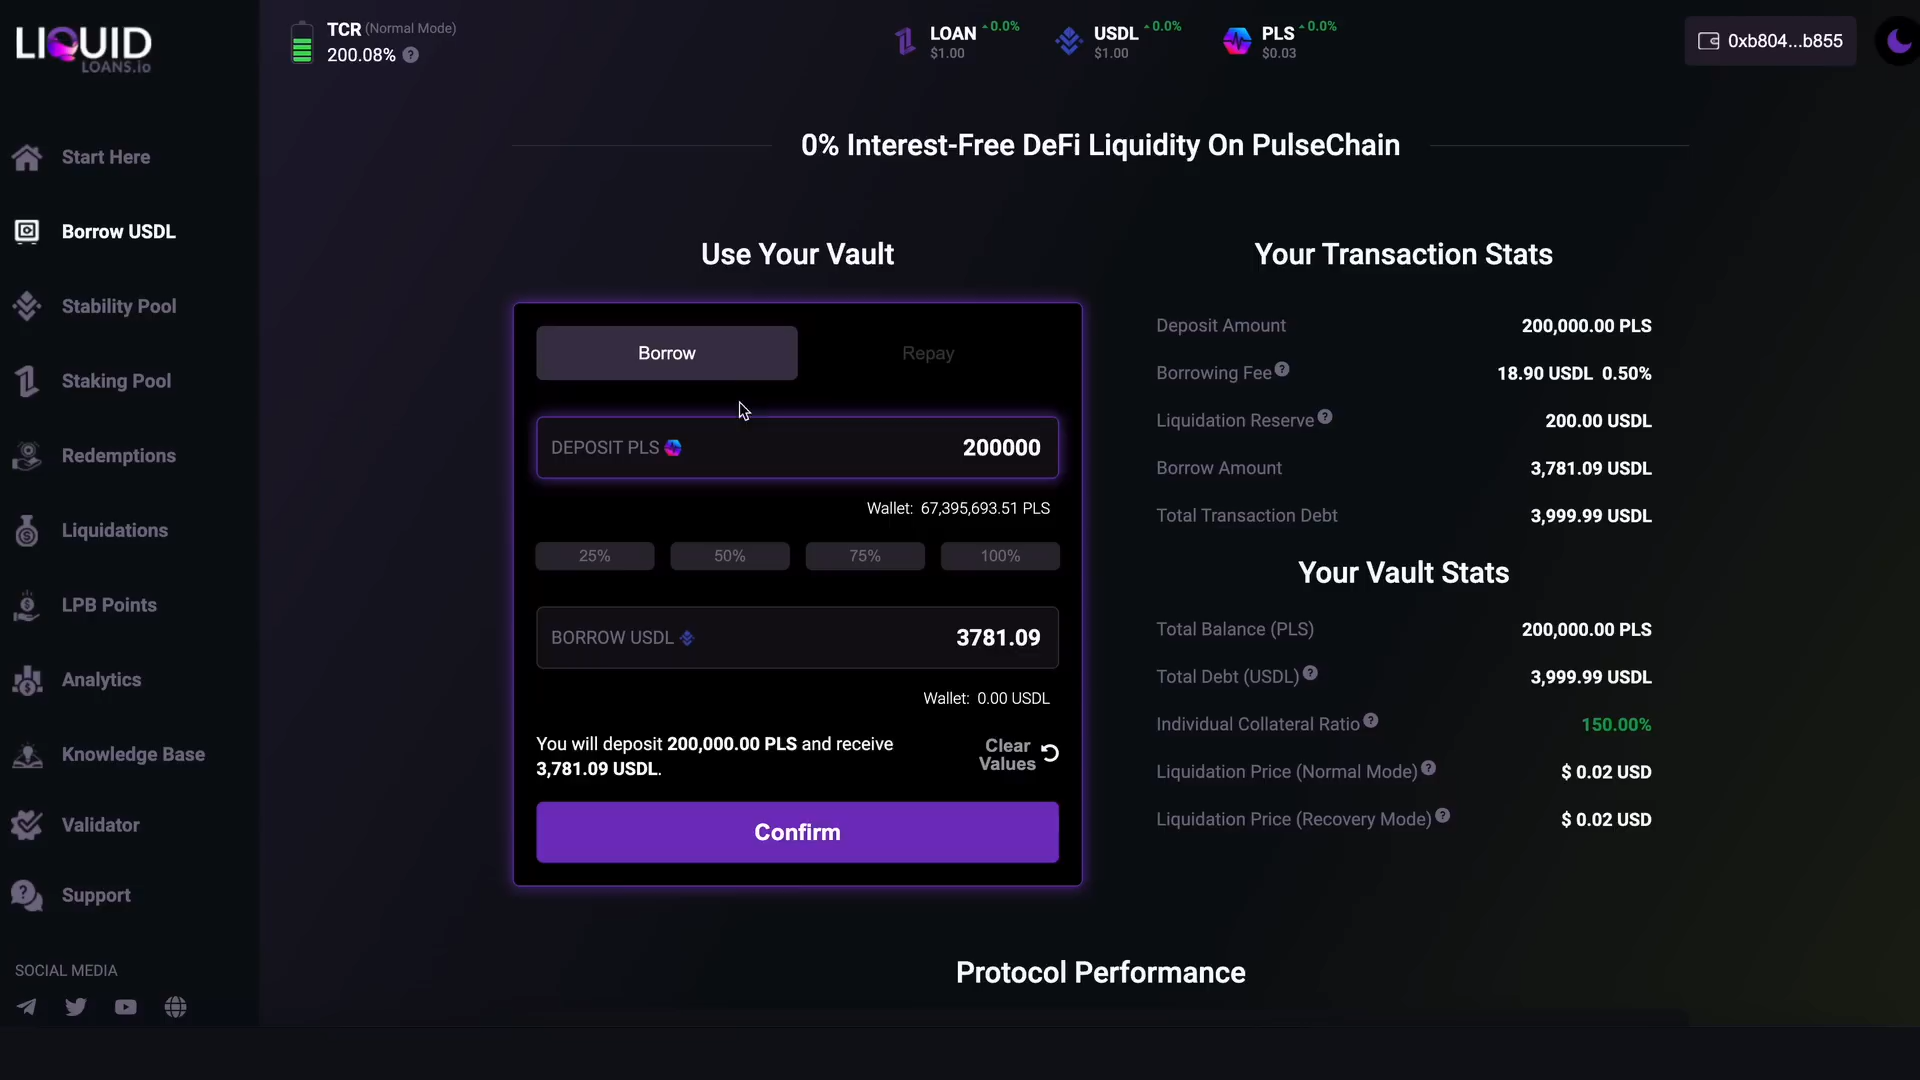 LIQUID
LOANS.io
TCR (Normal Mode)
200.08%
LOAN 0.0%
$1.00
USDL 0.0%
$1.00
PLS 0.0%
$0.03
0xb804...b855
Start Here
Borrow USDL
Stability Pool
Staking Pool
Redemptions
Liquidations
LPB Points
Analytics
Knowledge Base
Validator
Support
SOCIAL MEDIA
0% Interest-Free DeFi Liquidity On PulseChain
Use Your Vault
Borrow
Repay
DEPOSIT PLS 200000
Wallet: 67,395,693.51 PLS
25% 50% 75% 100%
BORROW USDL 3781.09
Wallet: 0.00 USDL
You will deposit 200,000.00 PLS and receive
3,781.09 USDL.
Clear
Values
Confirm
Your Transaction Stats
Deposit Amount 200,000.00 PLS
Borrowing Fee 18.90 USDL 0.50%
Liquidation Reserve 200.00 USDL
Borrow Amount 3,781.09 USDL
Total Transaction Debt 3,999.99 USDL
Your Vault Stats
Total Balance (PLS) 200,000.00 PLS
Total Debt (USDL) 3,999.99 USDL
Individual Collateral Ratio 150.00%
Liquidation Price (Normal Mode) $ 0.02 USD
Liquidation Price (Recovery Mode) $ 0.02 USD
Protocol Performance